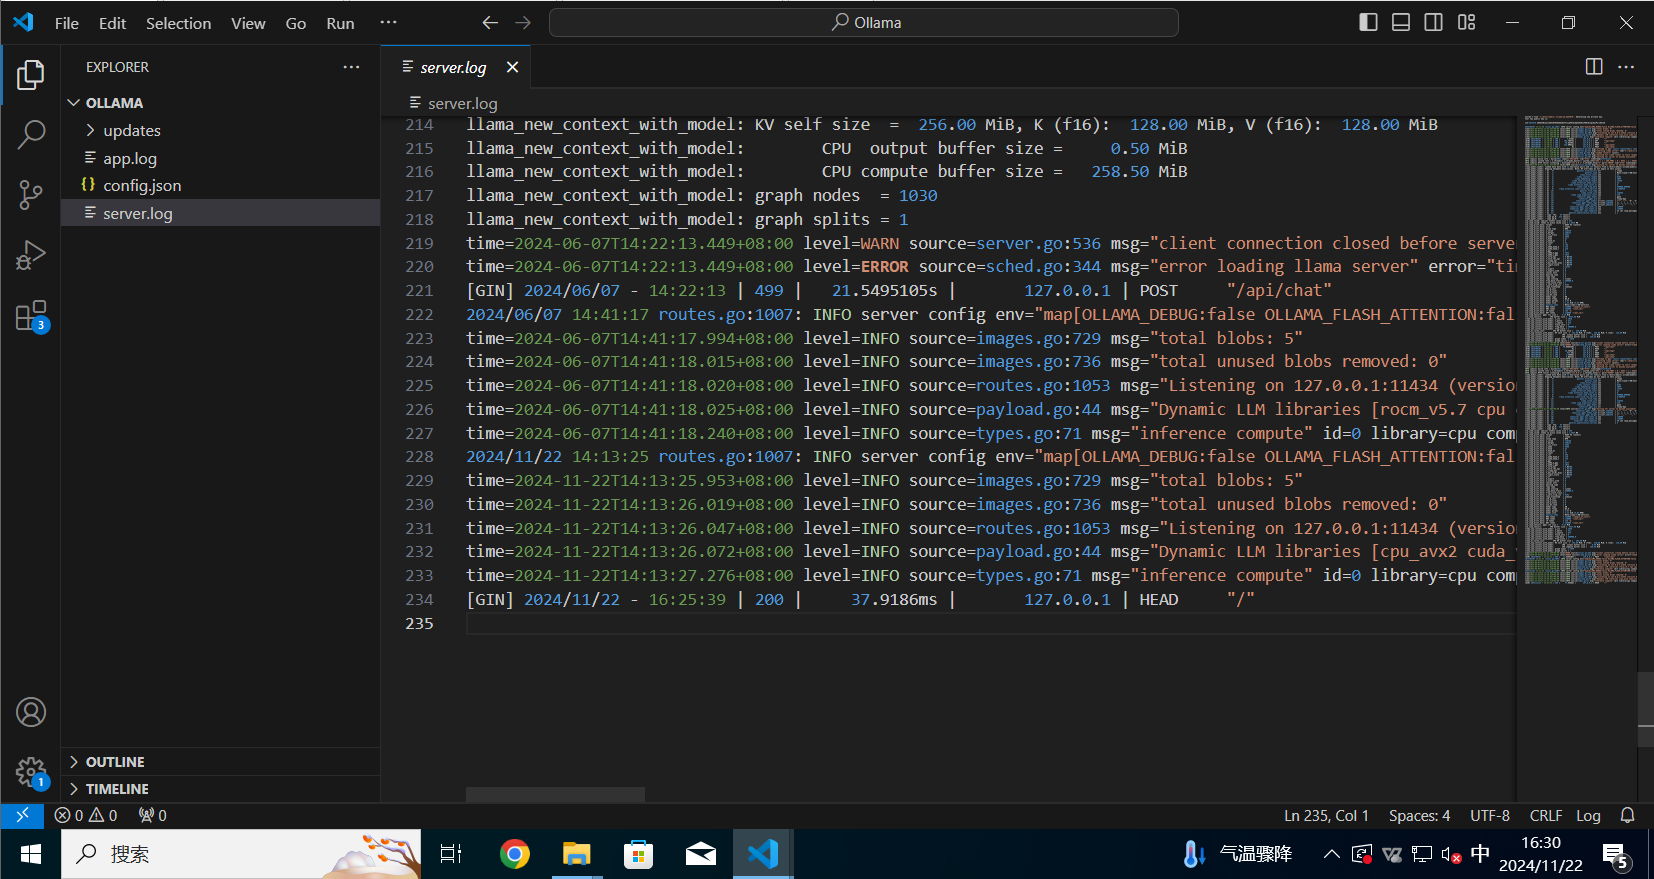 File Edit Selection View Go Run ··· Ollama
EXPLORER ···
server.log
OLLAMA
server.log
updates
app.log
config.json
server.log
214 llama_new_context_with_model: KV self size  =  256.00 MiB, K (f16):  128.00 MiB, V (f16):  128.00 MiB
215 llama_new_context_with_model:        CPU  output buffer size =     0.50 MiB
216 llama_new_context_with_model:        CPU compute buffer size =   258.50 MiB
217 llama_new_context_with_model: graph nodes  = 1030
218 llama_new_context_with_model: graph splits = 1
219 time=2024-06-07T14:22:13.449+08:00 level=WARN source=server.go:536 msg="client connection closed before serve
220 time=2024-06-07T14:22:13.449+08:00 level=ERROR source=sched.go:344 msg="error loading llama server" error="ti
221 [GIN] 2024/06/07 - 14:22:13 | 499 |   21.5495105s |       127.0.0.1 | POST     "/api/chat"
222 2024/06/07 14:41:17 routes.go:1007: INFO server config env="map[OLLAMA_DEBUG:false OLLAMA_FLASH_ATTENTION:fal
223 time=2024-06-07T14:41:17.994+08:00 level=INFO source=images.go:729 msg="total blobs: 5"
224 time=2024-06-07T14:41:18.015+08:00 level=INFO source=images.go:736 msg="total unused blobs removed: 0"
225 time=2024-06-07T14:41:18.020+08:00 level=INFO source=routes.go:1053 msg="Listening on 127.0.0.1:11434 (versio
226 time=2024-06-07T14:41:18.025+08:00 level=INFO source=payload.go:44 msg="Dynamic LLM libraries [rocm_v5.7 cpu
227 time=2024-06-07T14:41:18.240+08:00 level=INFO source=types.go:71 msg="inference compute" id=0 library=cpu com
228 2024/11/22 14:13:25 routes.go:1007: INFO server config env="map[OLLAMA_DEBUG:false OLLAMA_FLASH_ATTENTION:fal
229 time=2024-11-22T14:13:25.953+08:00 level=INFO source=images.go:729 msg="total blobs: 5"
230 time=2024-11-22T14:13:26.019+08:00 level=INFO source=images.go:736 msg="total unused blobs removed: 0"
231 time=2024-11-22T14:13:26.047+08:00 level=INFO source=routes.go:1053 msg="Listening on 127.0.0.1:11434 (versio
232 time=2024-11-22T14:13:26.072+08:00 level=INFO source=payload.go:44 msg="Dynamic LLM libraries [cpu_avx2 cuda_
233 time=2024-11-22T14:13:27.276+08:00 level=INFO source=types.go:71 msg="inference compute" id=0 library=cpu com
234 [GIN] 2024/11/22 - 16:25:39 | 200 |     37.9186ms |       127.0.0.1 | HEAD     "/"
235
3
1
OUTLINE
TIMELINE
0 0 0 Ln 235, Col 1 Spaces: 4 UTF-8 CRLF Log
搜索 气温骤降 中 16:30
2024/11/22 5